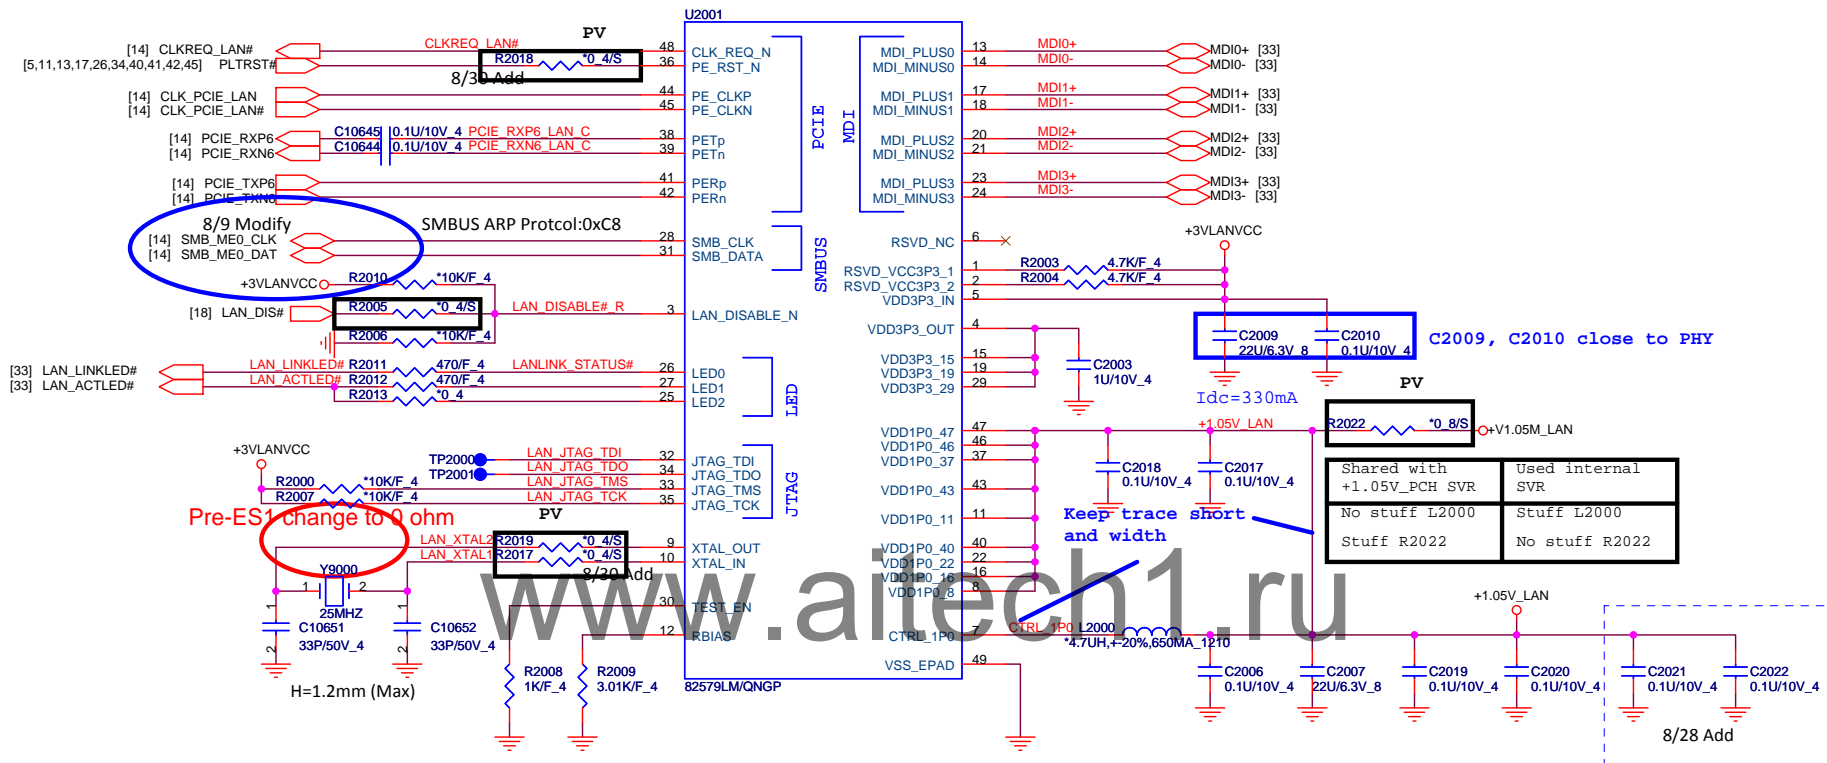 U2001
PV
[14] CLKREQ_LAN#
CLKREQ_LAN#
48 CLK_REQ_N
[5,11,13,17,26,34,40,41,42,45] PLTRST#
R2018 *0_4/S
36 PE_RST_N
8/30 Add
[14] CLK_PCIE_LAN
44 PE_CLKP
[14] CLK_PCIE_LAN#
45 PE_CLKN
[14] PCIE_RXP6
C10645 0.1U/10V_4 PCIE_RXP6_LAN_C
38 PETp
[14] PCIE_RXN6
C10644 0.1U/10V_4 PCIE_RXN6_LAN_C
39 PETn
[14] PCIE_TXP6
41 PERp
[14] PCIE_TXN6
42 PERn
PCIE
8/9 Modify
SMBUS ARP Protcol:0xC8
[14] SMB_ME0_CLK
28 SMB_CLK
[14] SMB_ME0_DAT
31 SMB_DATA
SMBUS
+3VLANVCC
R2010 *10K/F_4
[18] LAN_DIS#
R2005 *0_4/S
LAN_DISABLE#_R
3 LAN_DISABLE_N
R2006 *10K/F_4
[33] LAN_LINKLED#
LAN_LINKLED# R2011 470/F_4 LANLINK_STATUS#
26 LED0
[33] LAN_ACTLED#
LAN_ACTLED# R2012 470/F_4
27 LED1
R2013 *0_4
25 LED2
LED
+3VLANVCC
TP2000 LAN_JTAG_TDI
32 JTAG_TDI
TP2001 LAN_JTAG_TDO
34 JTAG_TDO
R2000 *10K/F_4 LAN_JTAG_TMS
33 JTAG_TMS
R2007 *10K/F_4 LAN_JTAG_TCK
35 JTAG_TCK
JTAG
Pre-ES1 change to 0 ohm
PV
LAN_XTAL2 R2019 *0_4/S
9 XTAL_OUT
LAN_XTAL1 R2017 *0_4/S
10 XTAL_IN
8/30 Add
Y9000
1 2
25MHZ
1 C10651 2
33P/50V_4
1 C10652 2
33P/50V_4
H=1.2mm (Max)
30 TEST_EN
12 RBIAS
R2008
1K/F_4
R2009
3.01K/F_4
82579LM/QNGP
MDI
MDI_PLUS0 13 MDI0+ MDI0+ [33]
MDI_MINUS0 14 MDI0- MDI0- [33]
MDI_PLUS1 17 MDI1+ MDI1+ [33]
MDI_MINUS1 18 MDI1- MDI1- [33]
MDI_PLUS2 20 MDI2+ MDI2+ [33]
MDI_MINUS2 21 MDI2- MDI2- [33]
MDI_PLUS3 23 MDI3+ MDI3+ [33]
MDI_MINUS3 24 MDI3- MDI3- [33]
RSVD_NC 6
+3VLANVCC
RSVD_VCC3P3_1 1 R2003 4.7K/F_4
RSVD_VCC3P3_2 2 R2004 4.7K/F_4
VDD3P3_IN 5
VDD3P3_OUT 4
VDD3P3_15 15
VDD3P3_19 19
VDD3P3_29 29
C2003
1U/10V_4
C2009
22U/6.3V_8
C2010
0.1U/10V_4
C2009, C2010 close to PHY
Idc=330mA
PV
VDD1P0_47 47
+1.05V_LAN
R2022 *0_8/S
+V1.05M_LAN
VDD1P0_46 46
VDD1P0_37 37
VDD1P0_43 43
VDD1P0_11 11
VDD1P0_40 40
VDD1P0_22 22
VDD1P0_16 16
VDD1P0_8 8
C2018
0.1U/10V_4
C2017
0.1U/10V_4
Keep trace short
and width
Shared with
+1.05V_PCH SVR
Used internal
SVR
No stuff L2000
Stuff L2000
Stuff R2022
No stuff R2022
CTRL_1P0 7 CTRL_1P0 L2000
*4.7UH,+-20%,650MA_1210
VSS_EPAD 49
+1.05V_LAN
C2006
0.1U/10V_4
C2007
22U/6.3V_8
C2019
0.1U/10V_4
C2020
0.1U/10V_4
C2021
0.1U/10V_4
C2022
0.1U/10V_4
8/28 Add
www.aitech1.ru